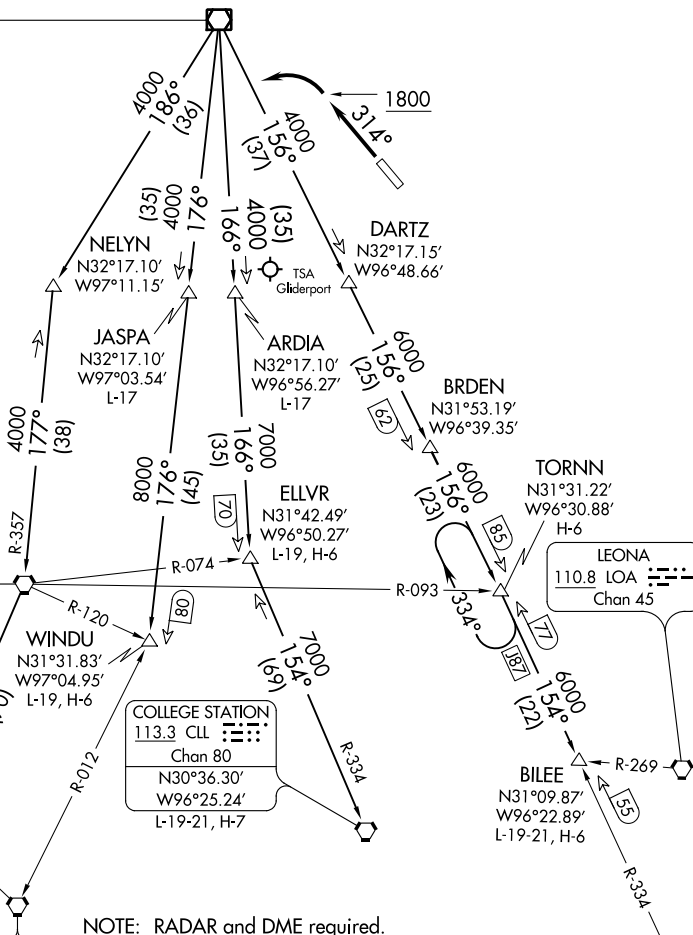 1800
314°
4000
186°
(36)
(35)
4000
176°
(35)
4000
166°
4000
156°
(37)
TSA
Gliderport
NELYN
N32°17.10'
W97°11.15'
DARTZ
N32°17.15'
W96°48.66'
JASPA
N32°17.10'
W97°03.54'
L-17
ARDIA
N32°17.10'
W96°56.27'
L-17
6000
156°
(25)
62
BRDEN
N31°53.19'
W96°39.35'
4000
177°
(38)
8000
176°
(45)
7000
166°
(35)
70
ELLVR
N31°42.49'
W96°50.27'
L-19, H-6
6000
156°
(23)
85
TORNN
N31°31.22'
W96°30.88'
H-6
R-357
R-074
R-093
R-120
334°
J87
77
LEONA
110.8 LOA
Chan 45
WINDU
N31°31.83'
W97°04.95'
L-19, H-6
80
7000
154°
(69)
6000
154°
(22)
COLLEGE STATION
113.3 CLL
Chan 80
N30°36.30'
W96°25.24'
L-19-21, H-7
R-012
R-334
BILEE
N31°09.87'
W96°22.89'
L-19-21, H-6
R-269
55
R-334
NOTE: RADAR and DME required.